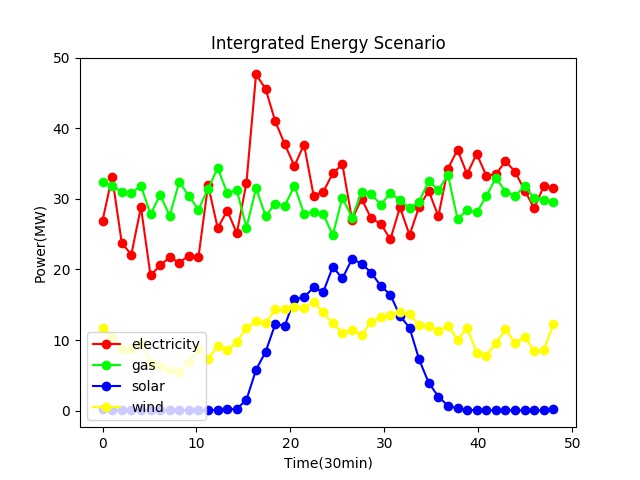 Intergrated Energy Scenario
Power(MW)
50
40
30
20
10
0
electricity
gas
solar
wind
0 10 20 30 40 50
Time(30min)